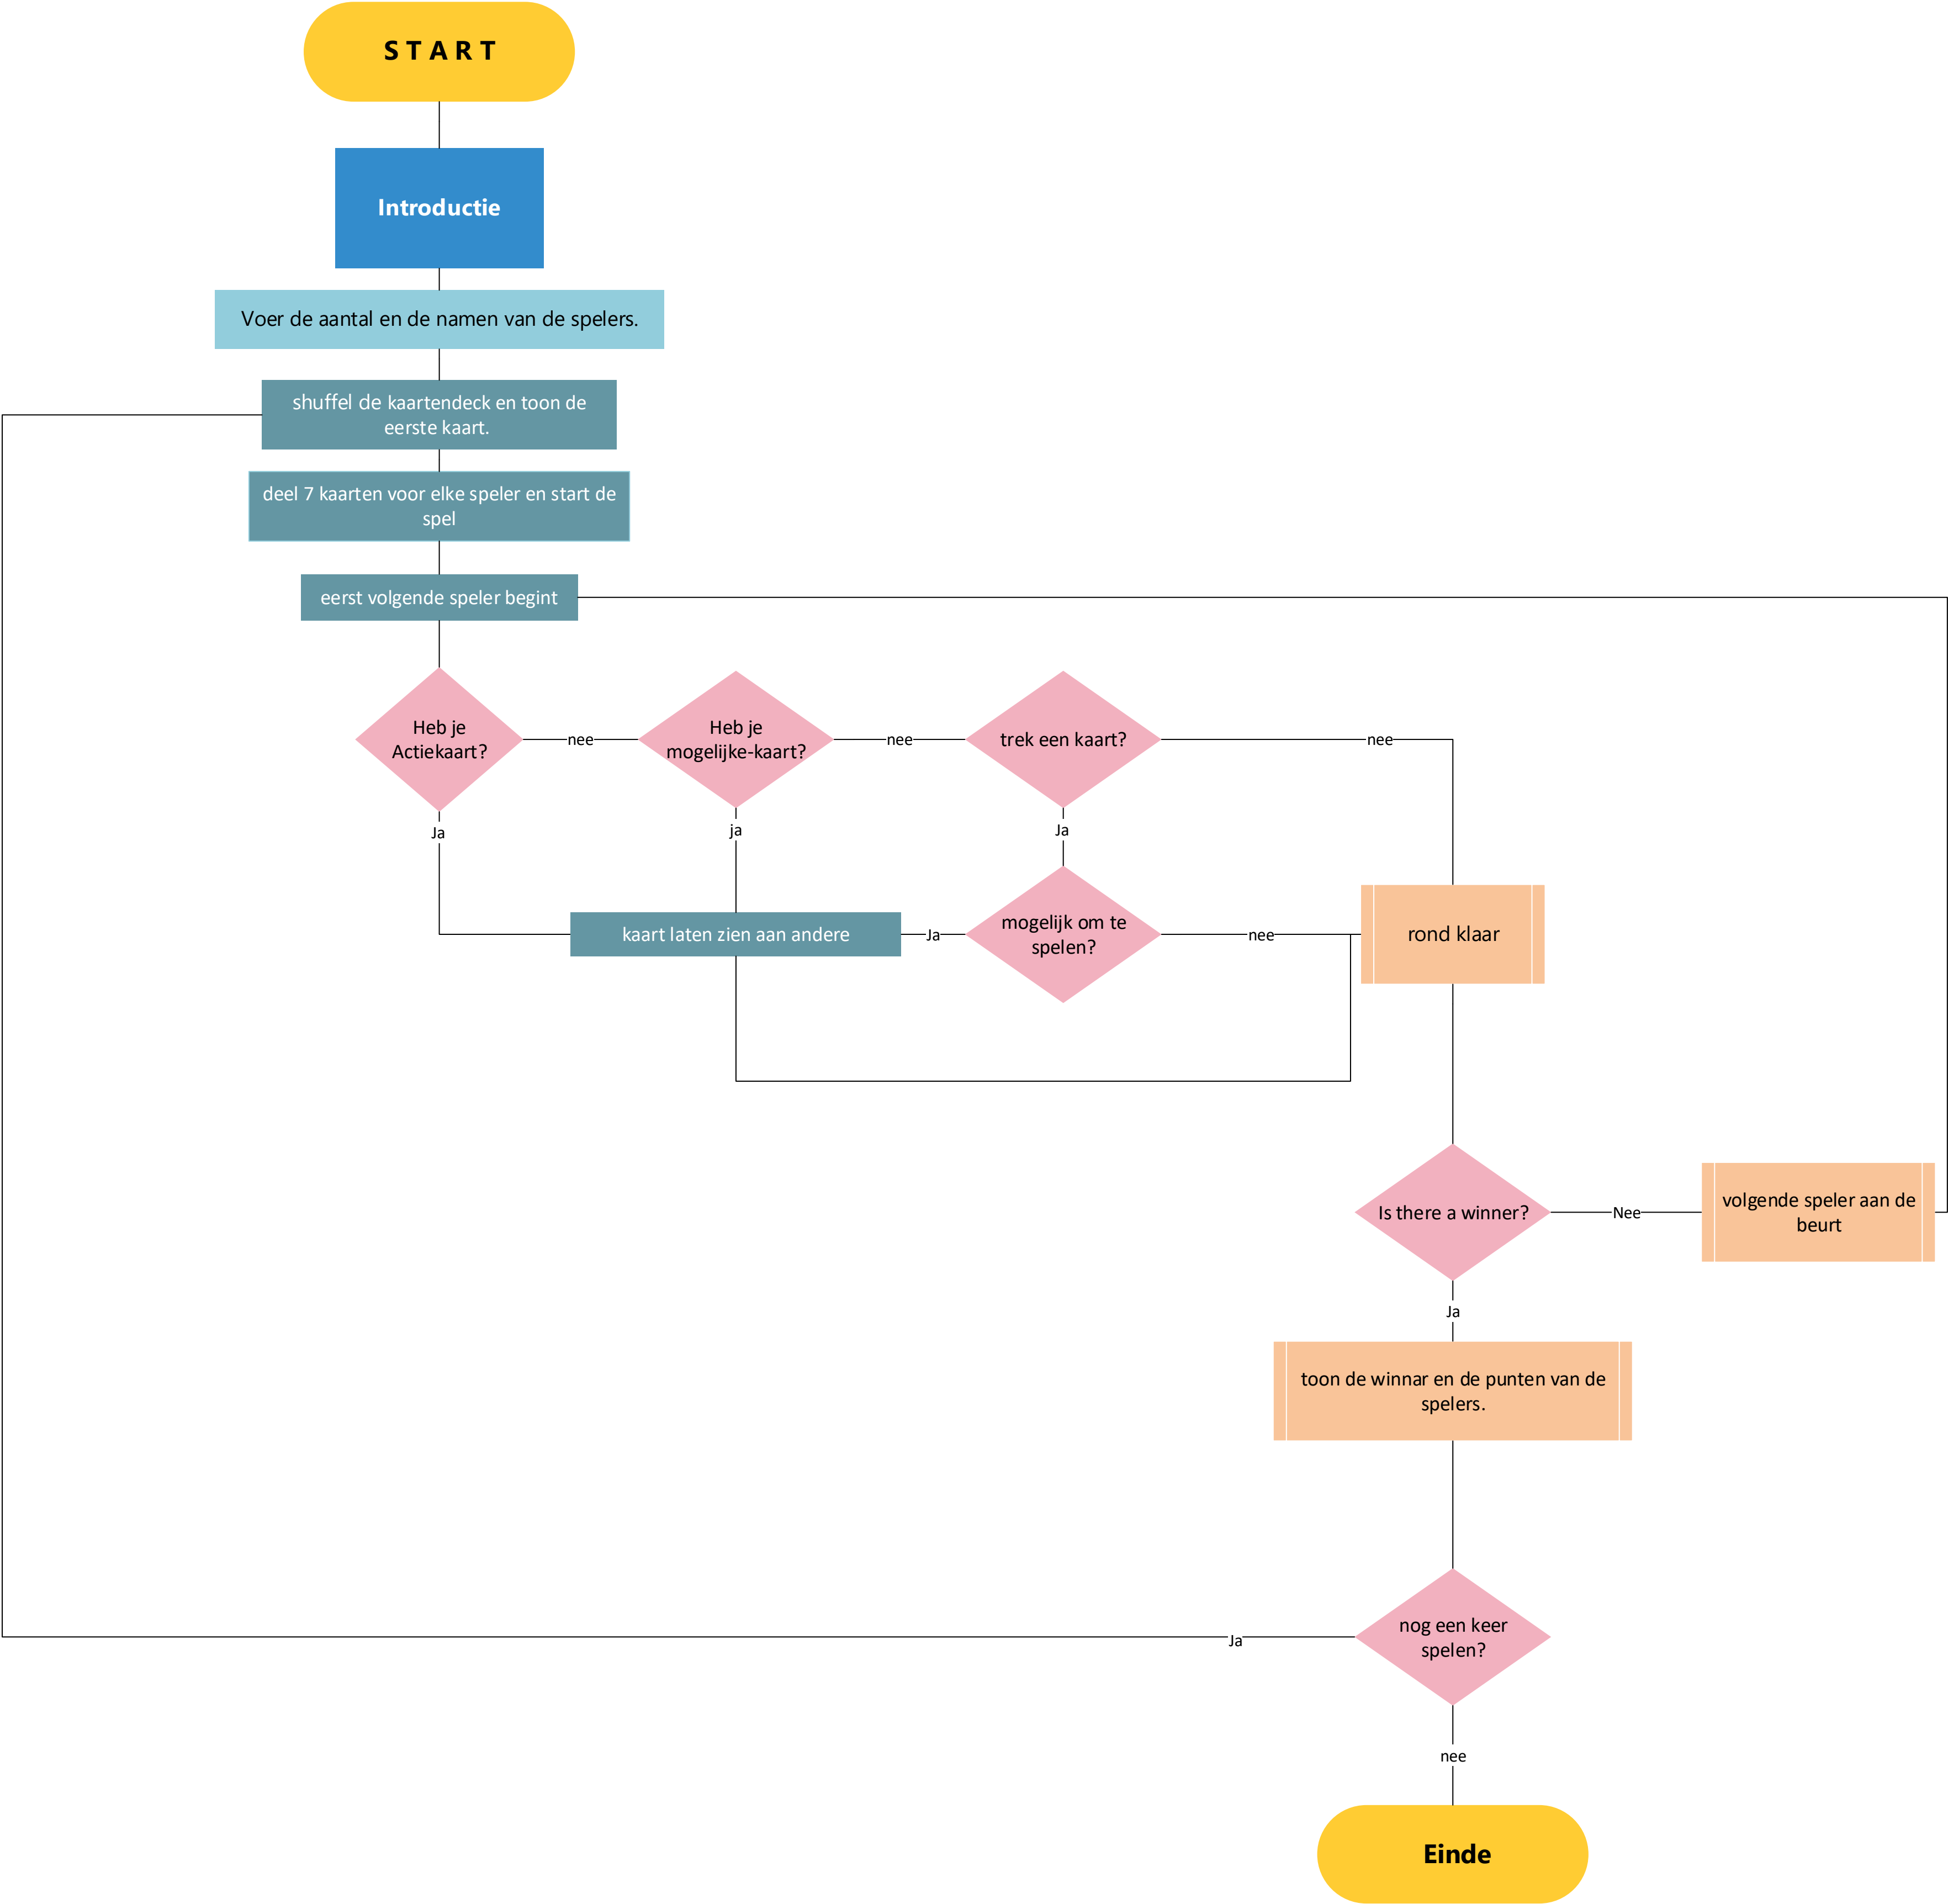 S T A R T
Introductie
Voer de aantal en de namen van de spelers.
shuffel de kaartendeck en toon de
eerste kaart.
deel 7 kaarten voor elke speler en start de
spel
eerst volgende speler begint
Heb je
Actiekaart?
nee
Heb je
mogelijke-kaart?
nee
trek een kaart?
nee
Ja
ja
Ja
kaart laten zien aan andere
Ja
mogelijk om te
spelen?
nee
rond klaar
Is there a winner?
Nee
volgende speler aan de
beurt
Ja
toon de winnar en de punten van de
spelers.
nog een keer
spelen?
Ja
nee
Einde